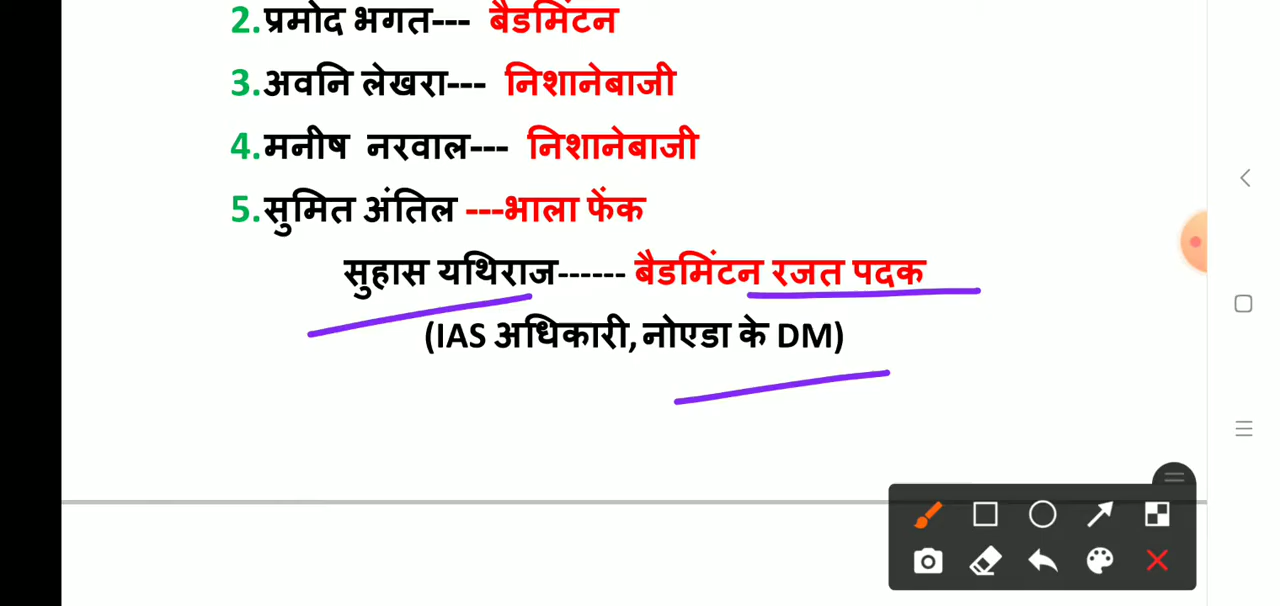 2.प्रमोद भगत--- बैडमिंटन
3.अवनि लेखरा--- निशानेबाजी
4.मनीष नरवाल--- निशानेबाजी
5.सुमित अंतिल ---भाला फेंक
सुहास यथिराज------ बैडमिंटन रजत पदक
(IAS अधिकारी,नोएडा के DM)